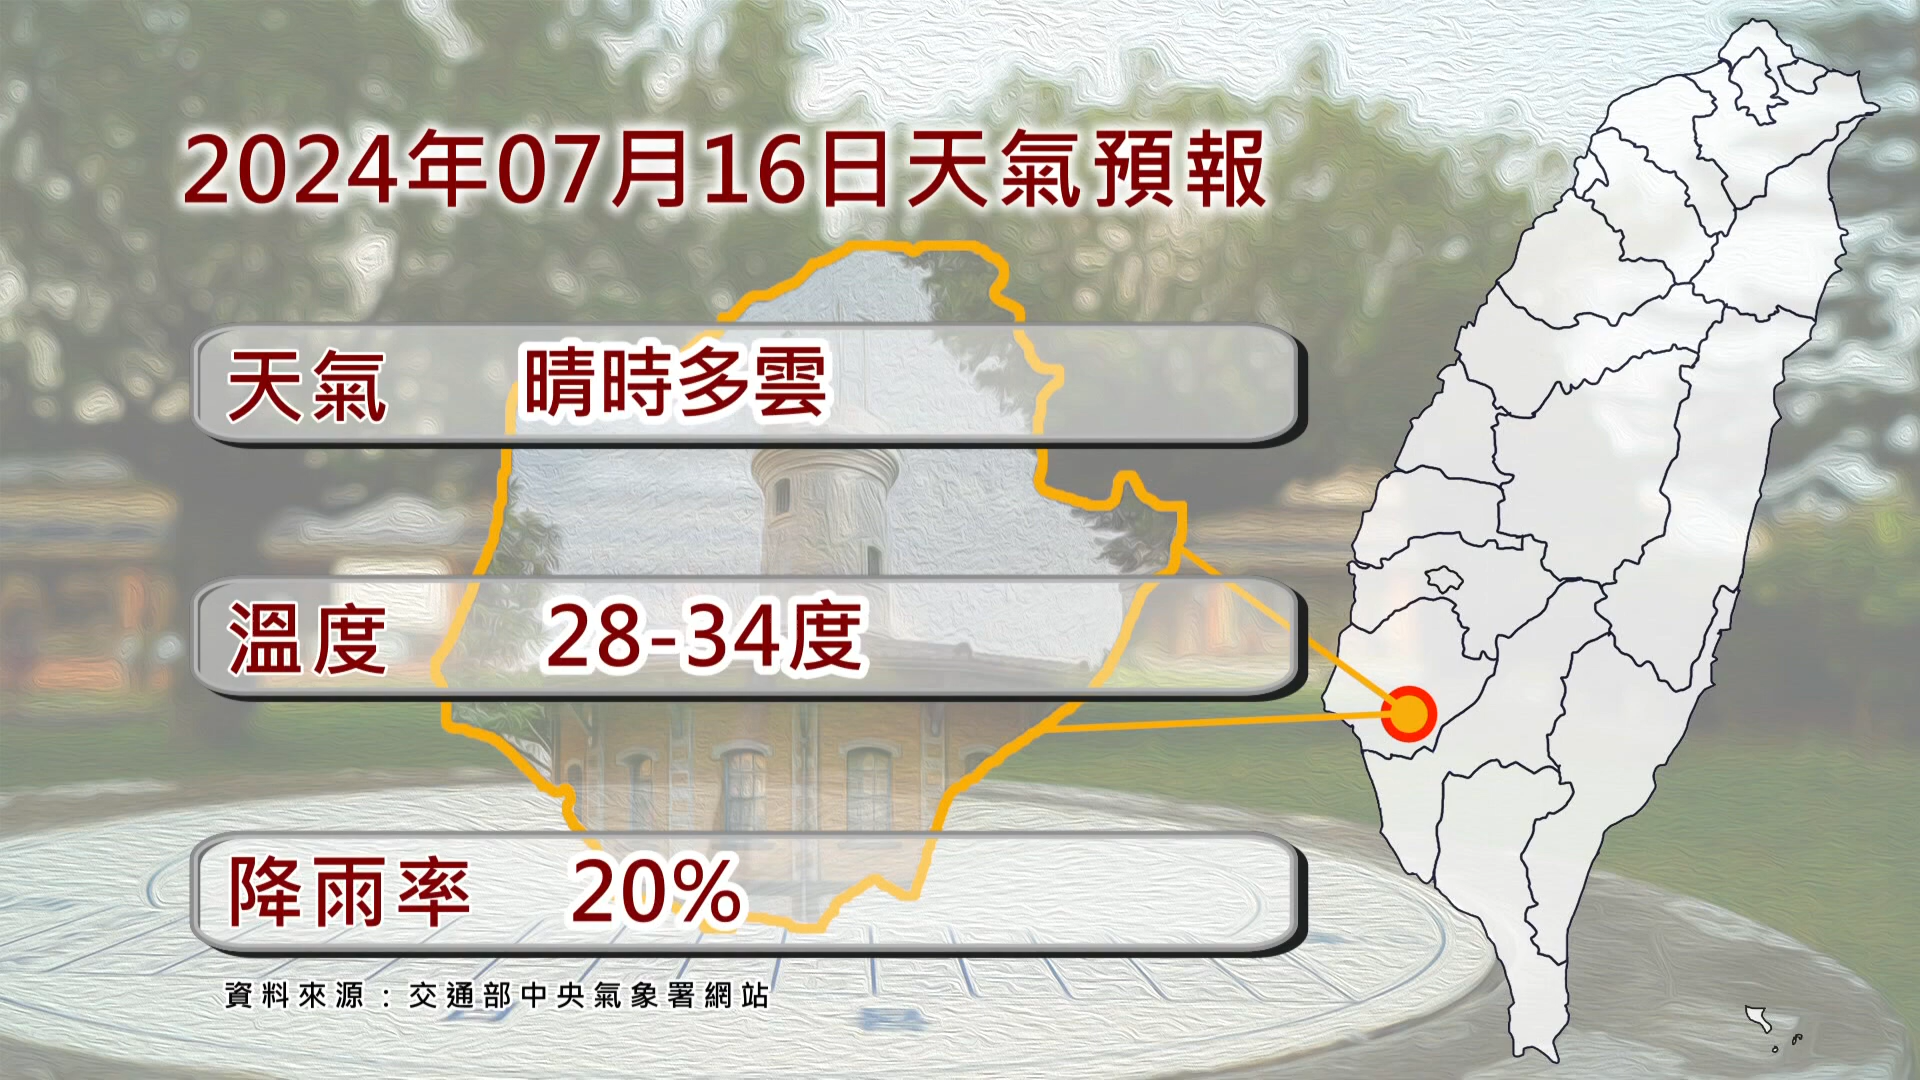 2024年07月16日天氣預報
天氣 晴時多雲
溫度 28-34度
降雨率 20%
資料來源：交通部中央氣象署網站